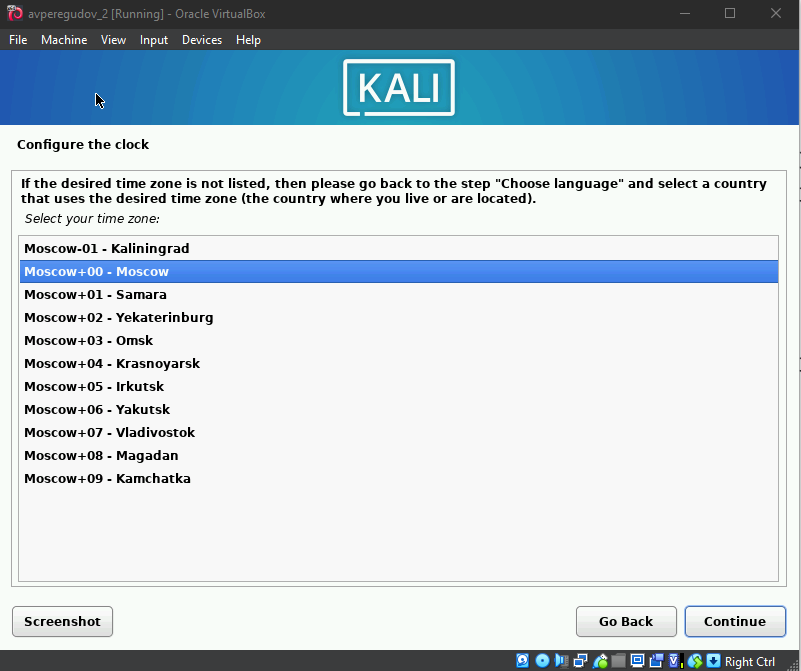 avperegudov_2 [Running] - Oracle VirtualBox
File Machine View Input Devices Help
KALI
Configure the clock
If the desired time zone is not listed, then please go back to the step "Choose language" and select a country
that uses the desired time zone (the country where you live or are located).
Select your time zone:
Moscow-01 - Kaliningrad
Moscow+00 - Moscow
Moscow+01 - Samara
Moscow+02 - Yekaterinburg
Moscow+03 - Omsk
Moscow+04 - Krasnoyarsk
Moscow+05 - Irkutsk
Moscow+06 - Yakutsk
Moscow+07 - Vladivostok
Moscow+08 - Magadan
Moscow+09 - Kamchatka
Screenshot Go Back Continue
Right Ctrl